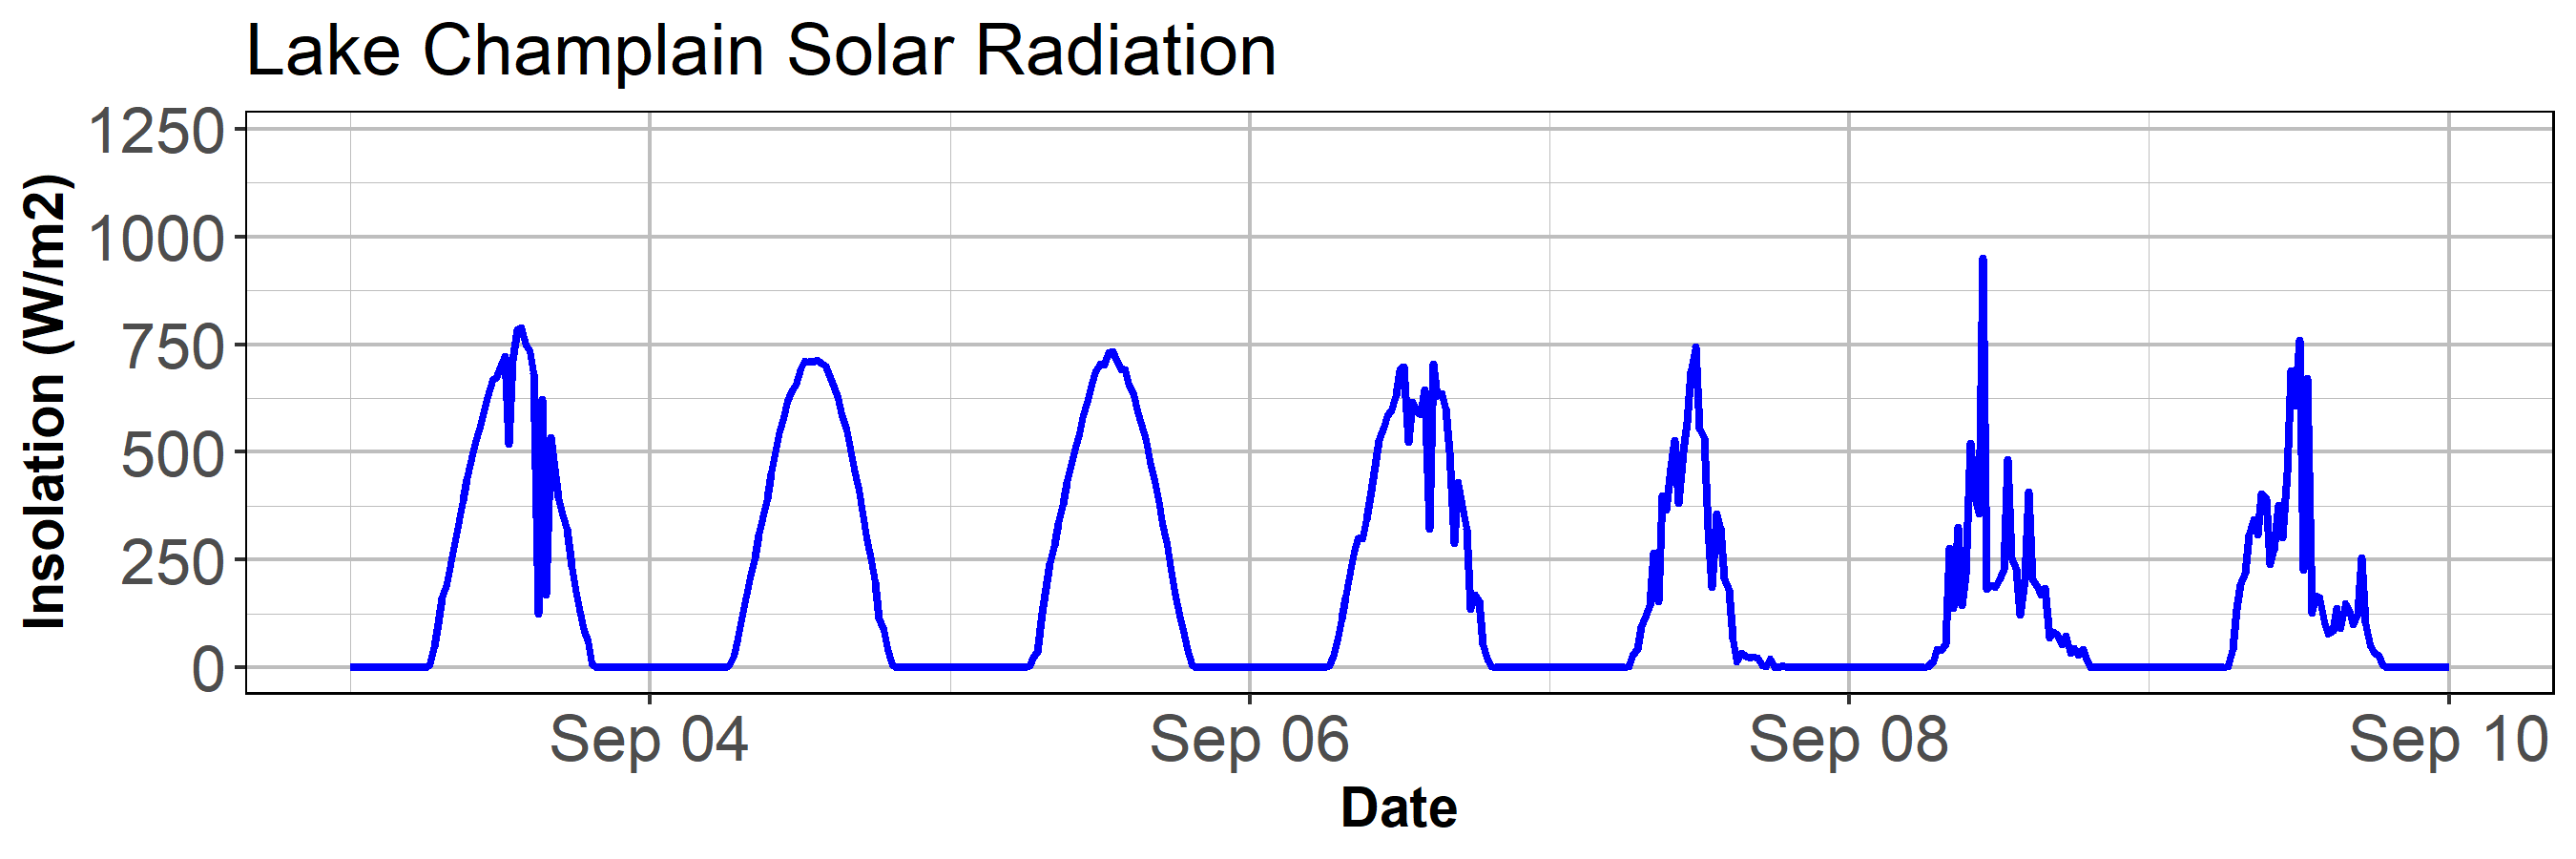 Lake Champlain Solar Radiation
1250
1000
750
500
250
0
Insolation (W/m2)
Sep 04
Sep 06
Sep 08
Sep 10
Date